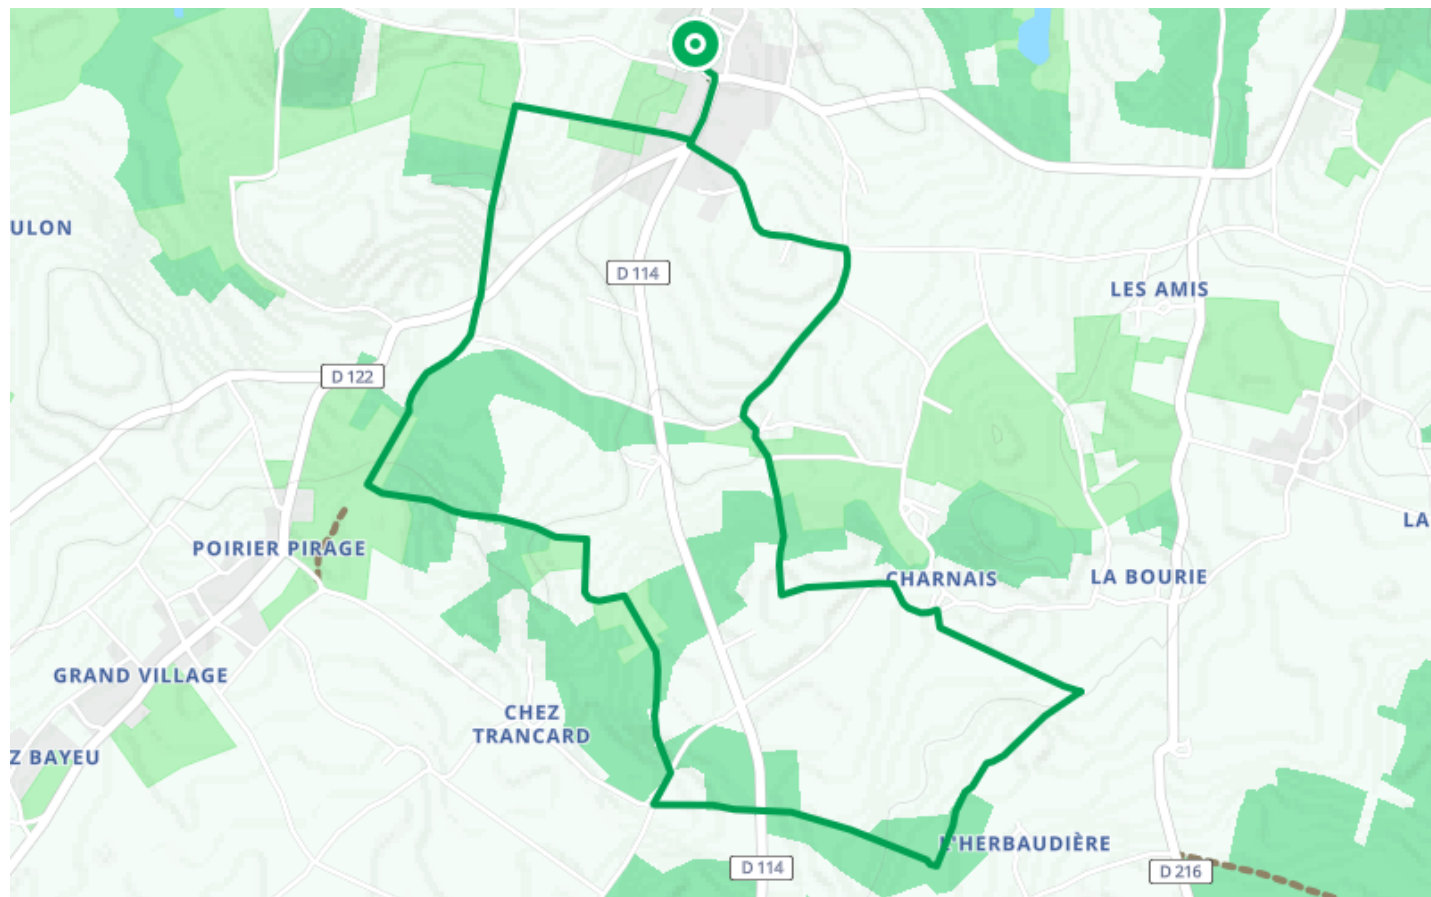 ULON
D 114
LES AMIS
D 122
LA
POIRIER PIRAGE
CHARNAIS
LA BOURIE
GRAND VILLAGE
CHEZ
TRANCARD
Z BAYEU
L'HERBAUDIÈRE
D 114
D 216